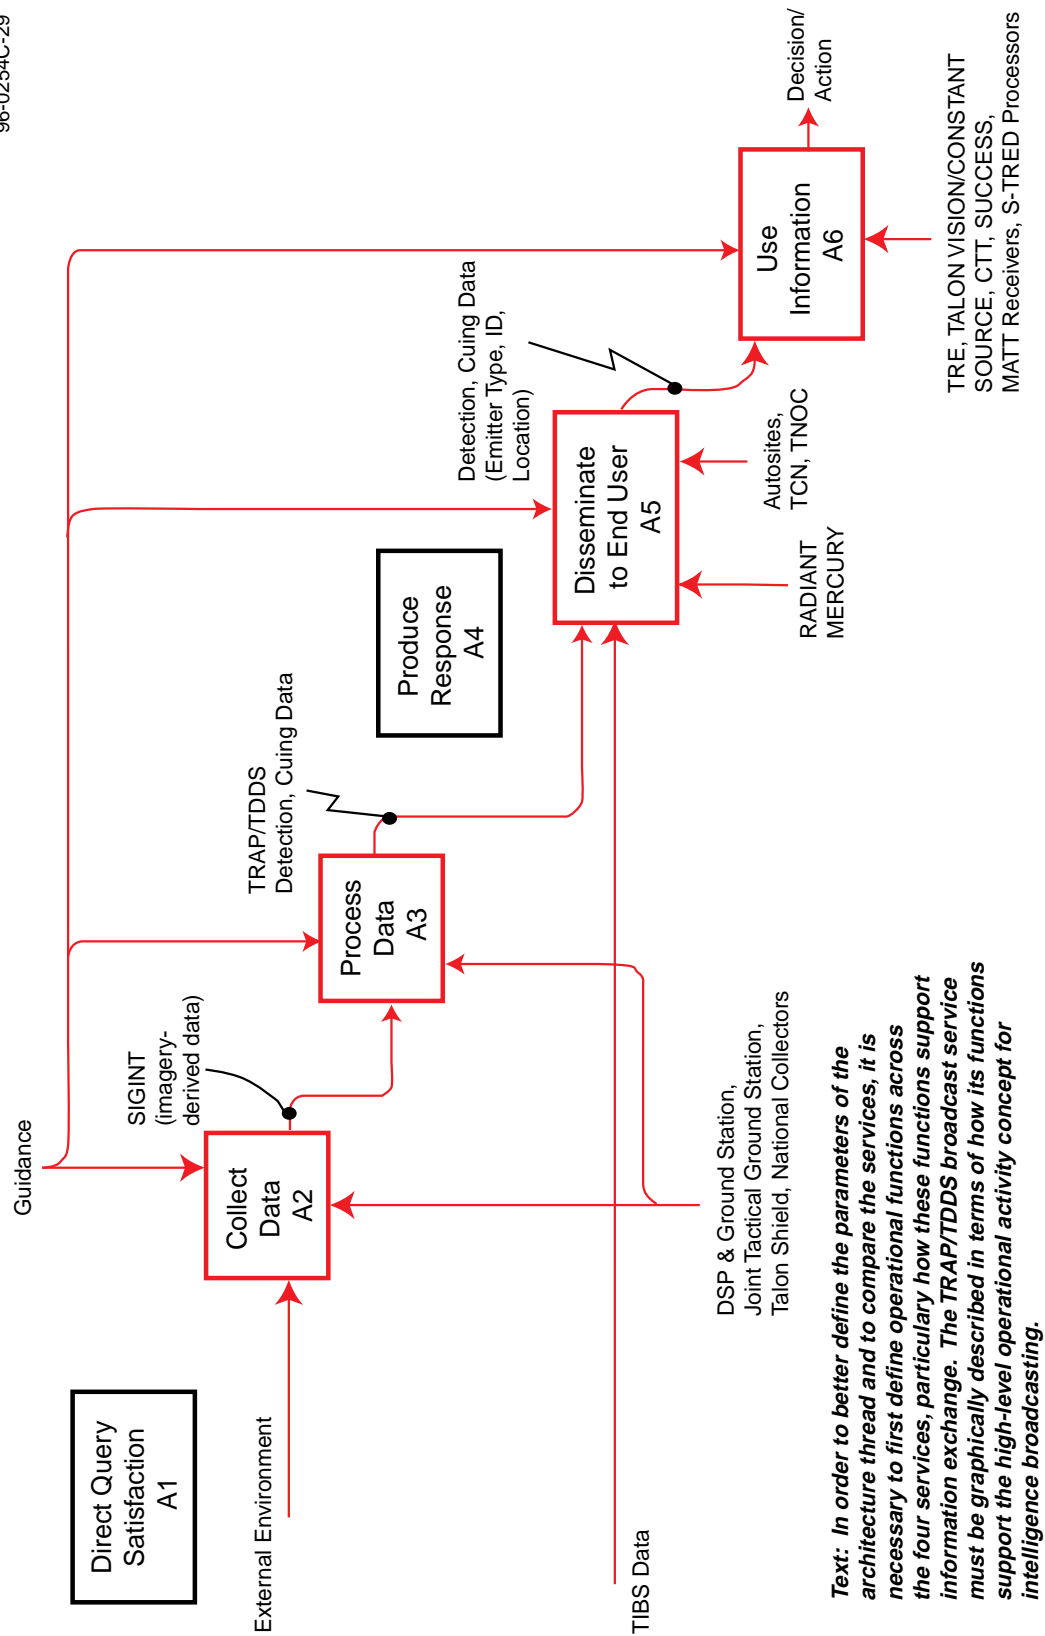 96-0254C-29
Guidance
Direct Query
Satisfaction
A1
External Environment
Collect
Data
A2
SIGINT
(imagery-
derived data)
Process
Data
A3
TRAP/TDDS
Detection, Cuing Data
Produce
Response
A4
Disseminate
to End User
A5
Detection, Cuing Data
(Emitter Type, ID,
Location)
Use
Information
A6
Decision/
Action
TIBS Data
DSP & Ground Station,
Joint Tactical Ground Station,
Talon Shield, National Collectors
RADIANT
MERCURY
Autosites,
TCN, TNOC
TRE, TALON VISION/CONSTANT
SOURCE, CTT, SUCCESS,
MATT Receivers, S-TRED Processors
Text: In order to better define the parameters of the
architecture thread and to compare the services, it is
necessary to first define operational functions across
the four services, particulary how these functions support
information exchange. The TRAP/TDDS broadcast service
must be graphically described in terms of how its functions
support the high-level operational activity concept for
intelligence broadcasting.